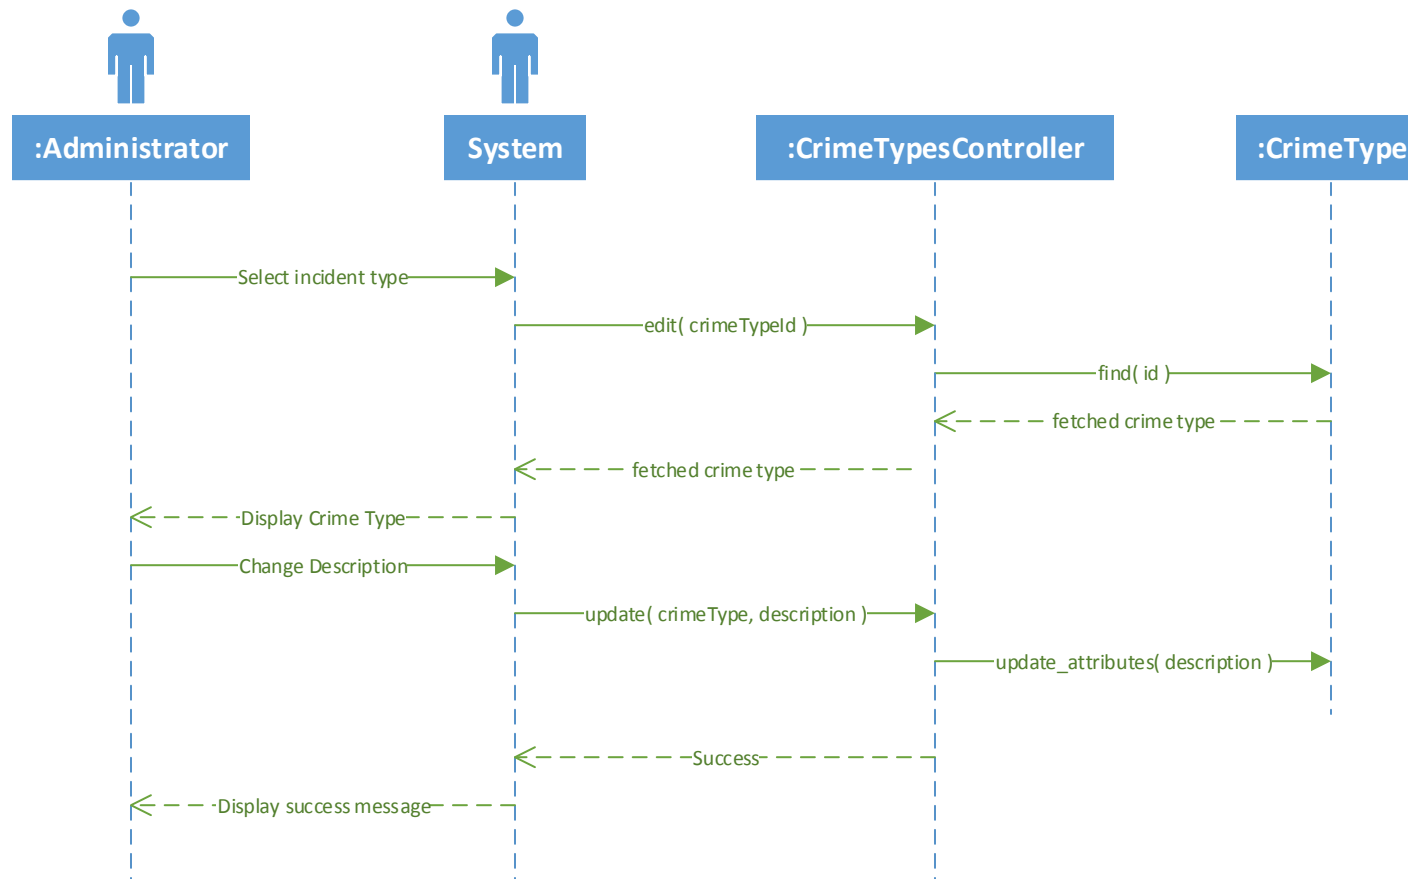 :Administrator
System
:CrimeTypesController
:CrimeType
Select incident type
edit( crimeTypeId )
find( id )
fetched crime type
fetched crime type
Display Crime Type
Change Description
update( crimeType, description )
update_attributes( description )
Success
Display success message